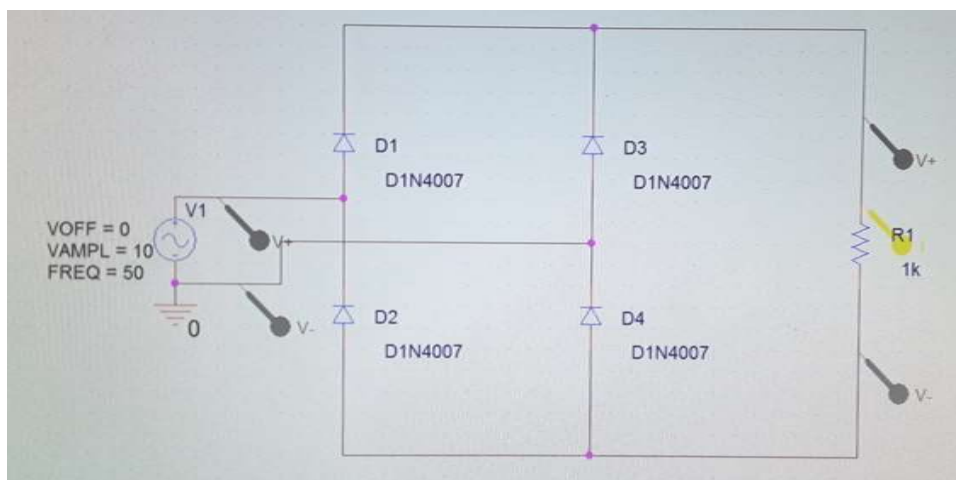 D1
D1N4007
D3
D1N4007
V+
V1
VOFF = 0
VAMPL = 10
FREQ = 50
V+
R1
1k
I
0
V-
D2
D1N4007
D4
D1N4007
V-